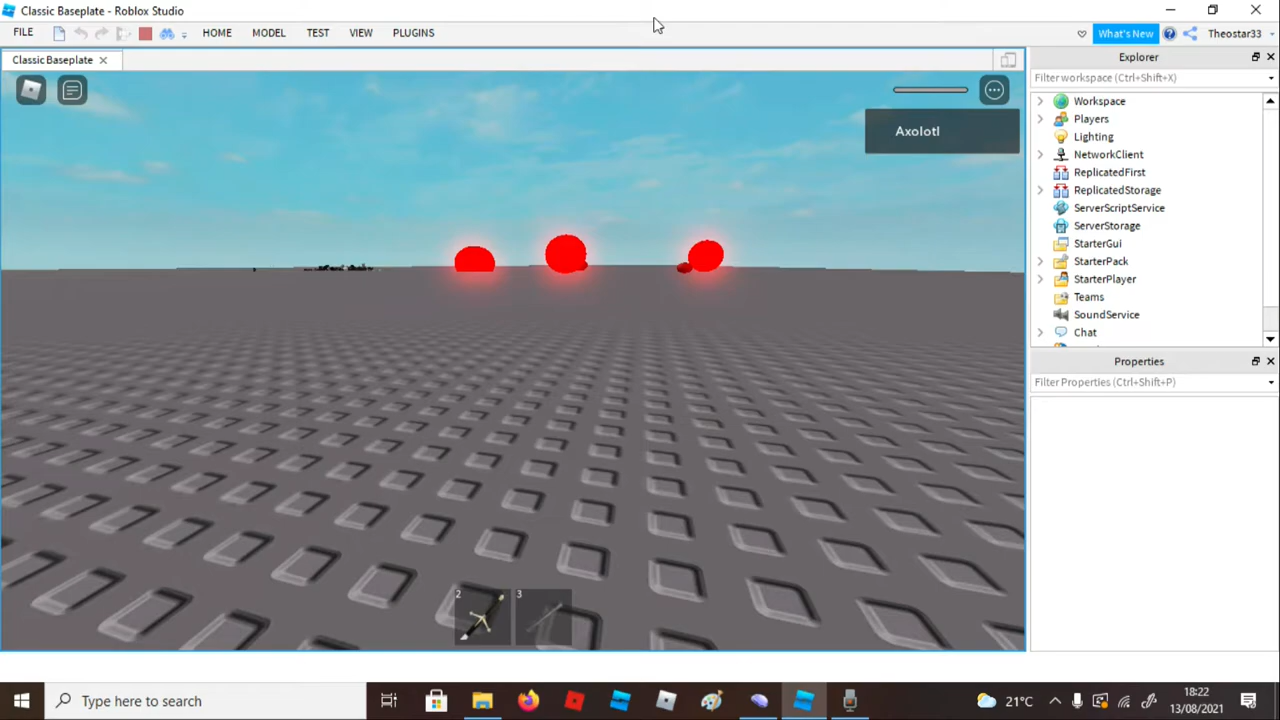 Classic Baseplate - Roblox Studio
FILE HOME MODEL TEST VIEW PLUGINS What's New Theostar33
Classic Baseplate
Explorer
Filter workspace (Ctrl+Shift+X)
Axolotl
Workspace
Players
Lighting
NetworkClient
ReplicatedFirst
ReplicatedStorage
ServerScriptService
ServerStorage
StarterGui
StarterPack
StarterPlayer
Teams
SoundService
Chat
Properties
Filter Properties (Ctrl+Shift+P)
2 3
Type here to search
21°C
18:22
13/08/2021